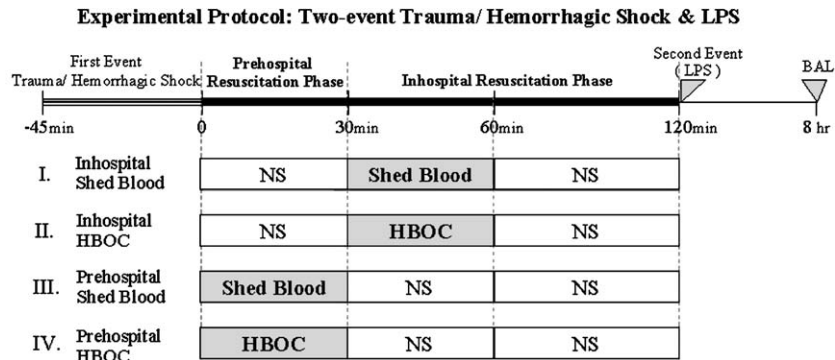 Experimental Protocol: Two-event Trauma/ Hemorrhagic Shock & LPS
First Event
Trauma/ Hemorrhagic Shock
Prehospital
Resuscitation Phase
Inhospital Resuscitation Phase
Second Event
( LPS )
BAL
-45min 0 30min 60min 120min 8 hr
I. Inhospital
Shed Blood
NS Shed Blood NS
II. Inhospital
HBOC
NS HBOC NS
III. Prehospital
Shed Blood
Shed Blood NS NS
IV. Prehospital
HBOC
HBOC NS NS